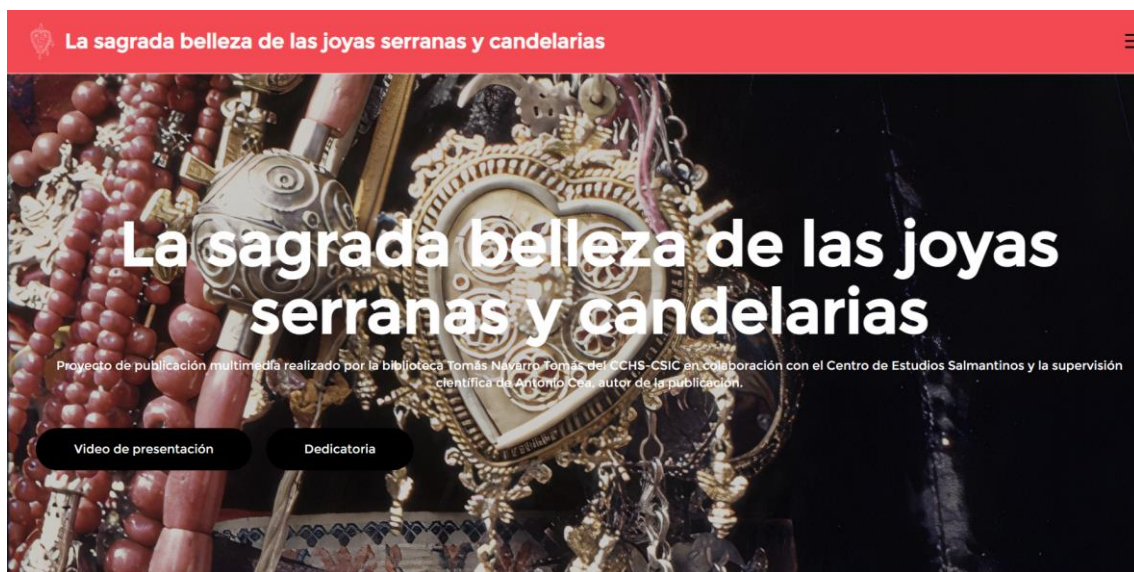 La sagrada belleza de las joyas serranas y candelarias
La sagrada belleza de las joyas
serranas y candelarias
Proyecto de publicación multimedia realizado por la biblioteca Tomás Navarro Tomás del CCHS-CSIC en colaboración con el Centro de Estudios Salmantinos y la supervisión
científica de Antonio Cea, autor de la publicación.
Video de presentación
Dedicatoria